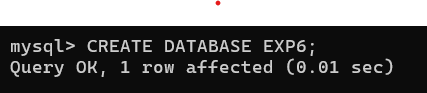 mysql> CREATE DATABASE EXP6;
Query OK, 1 row affected (0.01 sec)